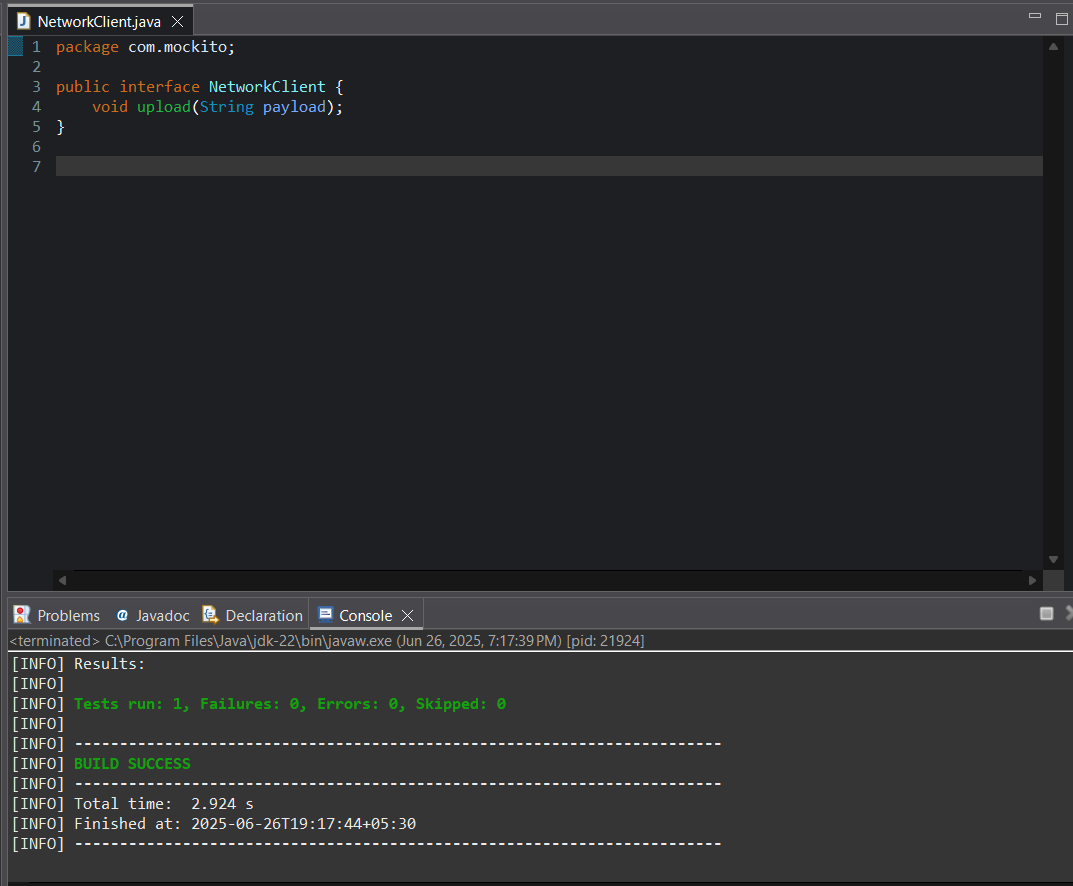 NetworkClient.java
1 package com.mockito;
2
3 public interface NetworkClient {
4     void upload(String payload);
5 }
6
7
Problems Javadoc Declaration Console
<terminated> C:\Program Files\Java\jdk-22\bin\javaw.exe (Jun 26, 2025, 7:17:39 PM) [pid: 21924]
[INFO] Results:
[INFO]
[INFO] Tests run: 1, Failures: 0, Errors: 0, Skipped: 0
[INFO]
[INFO] ------------------------------------------------------------------------
[INFO] BUILD SUCCESS
[INFO] ------------------------------------------------------------------------
[INFO] Total time:  2.924 s
[INFO] Finished at: 2025-06-26T19:17:44+05:30
[INFO] ------------------------------------------------------------------------